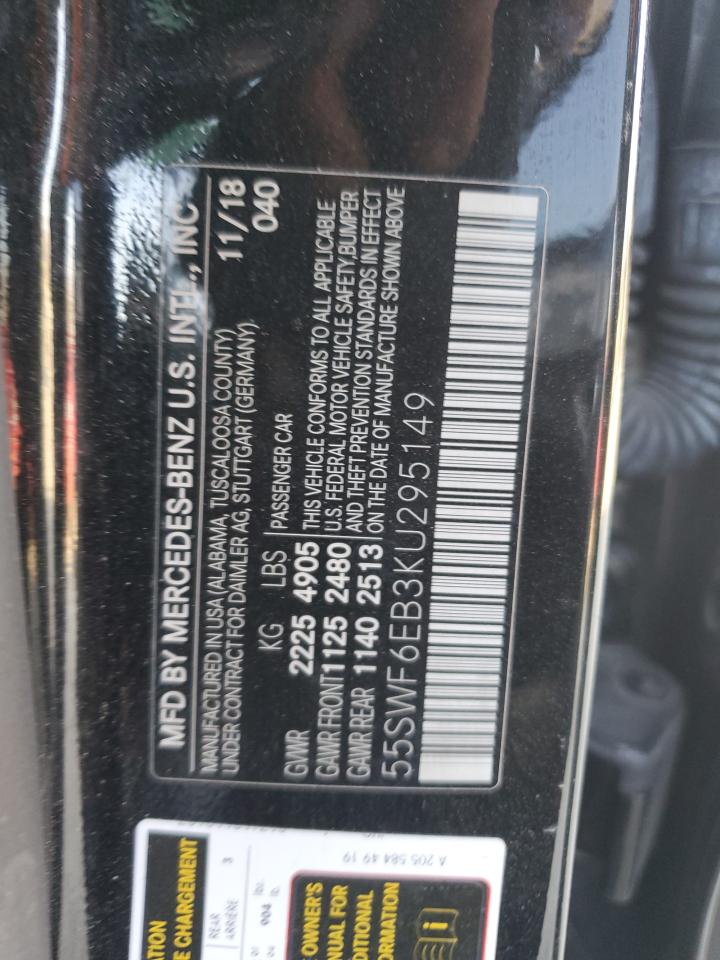 MFD BY MERCEDES-BENZ U.S. INTL., INC
MANUFACTURED IN USA (ALABAMA, TUSCALOOSA COUNTY) 11/18
UNDER CONTRACT FOR DAIMLER AG, STUTTGART (GERMANY) 040
KG LBS PASSENGER CAR
GVWR 2225 4905 THIS VEHICLE CONFORMS TO ALL APPLICABLE
GAWR FRONT 1125 2480 U.S. FEDERAL MOTOR VEHICLE SAFETY,BUMPER
GAWR REAR 1140 2513 AND THEFT PREVENTION STANDARDS IN EFFECT
ON THE DATE OF MANUFACTURE SHOWN ABOVE
55SWF6EB3KU295149
E CHARGEMENT
REAR
ARRIÈRE 3
lb.
OWNER'S
FOR
A 205 584 49 19